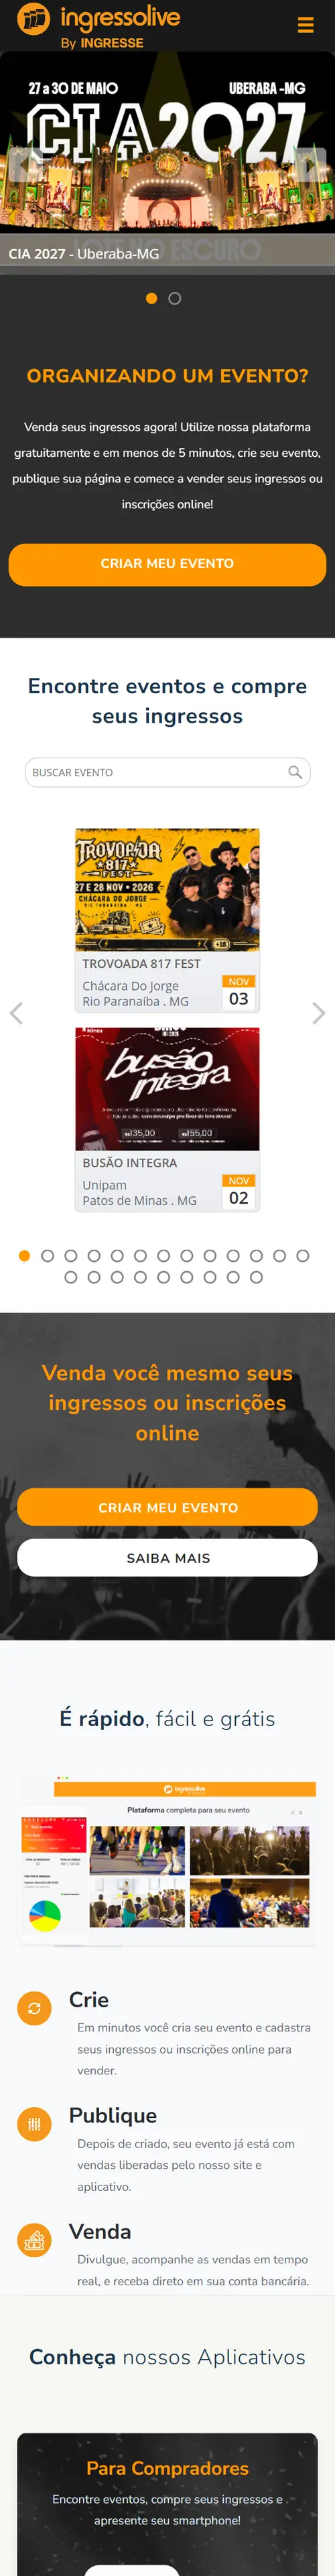 ingressolive
By INGRESSE
27 a 30 DE MAIO
UBERABA -MG
CIA 2027
ESCURO
CIA 2027 - Uberaba-MG
ORGANIZANDO UM EVENTO?
Venda seus ingressos agora! Utilize nossa plataforma
gratuitamente e em menos de 5 minutos, crie seu evento,
publique sua página e comece a vender seus ingressos ou
inscrições online!
CRIAR MEU EVENTO
Encontre eventos e compre
seus ingressos
BUSCAR EVENTO
TROVOADA
817
FEST
27 E 28 NOV • 2026
CHÁCARA DO JORGE
TROVOADA 817 FEST
Chácara Do Jorge
Rio Paranaíba . MG
NOV
03
busão
integra
135,00
155,00
BUSÃO INTEGRA
Unipam
Patos de Minas . MG
NOV
02
Venda você mesmo seus
ingressos ou inscrições
online
CRIAR MEU EVENTO
SAIBA MAIS
É rápido, fácil e grátis
ingressolive
Plataforma completa para seu evento
Crie
Em minutos você cria seu evento e cadastra
seus ingressos ou inscrições online para
vender.
Publique
Depois de criado, seu evento já está com
vendas liberadas pelo nosso site e
aplicativo.
Venda
Divulgue, acompanhe as vendas em tempo
real, e receba direto em sua conta bancária.
Conheça nossos Aplicativos
Para Compradores
Encontre eventos, compre seus ingressos e
apresente seu smartphone!